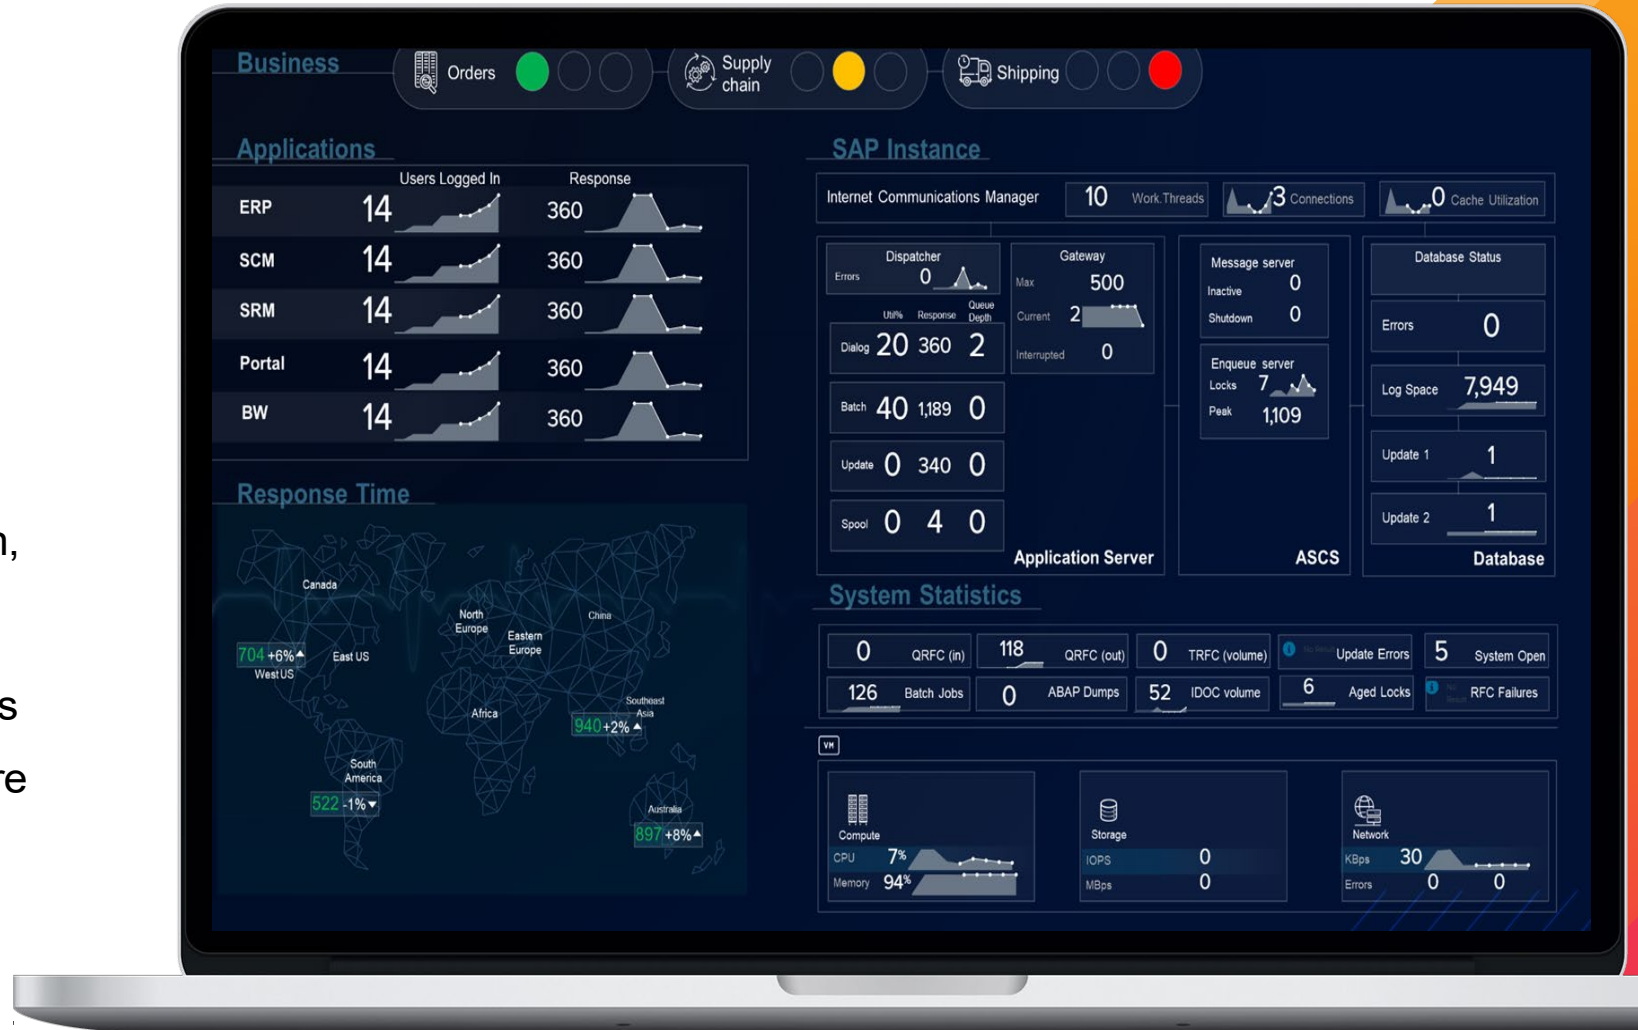 Business
Orders
Supply
chain
Shipping
Applications
Users Logged In Response
ERP 14 360
SCM 14 360
SRM 14 360
Portal 14 360
BW 14 360
Response Time
Canada
North
Europe
Eastern
Europe
China
704 +6%
East US
West US
Africa
Southeast
Asia
940 +2%
South
America
522 -1%
Australia
897 +8%
SAP Instance
Internet Communications Manager
10 Work.Threads
3 Connections
0 Cache Utilization
Dispatcher
Errors 0
Util% Response Queue
Depth
Dialog 20 360 2
Batch 40 1,189 0
Update 0 340 0
Spool 0 4 0
Gateway
Max 500
Current 2
Interrupted 0
Application Server
Message server
Inactive 0
Shutdown 0
Enqueue server
Locks 7
Peak 1,109
ASCS
Database Status
Errors 0
Log Space 7,949
Update 1 1
Update 2 1
Database
System Statistics
0 QRFC (in)
118 QRFC (out)
0 TRFC (volume)
No Result Update Errors
5 System Open
126 Batch Jobs
0 ABAP Dumps
52 IDOC volume
6 Aged Locks
No
Result RFC Failures
VM
Compute
CPU 7%
Memory 94%
Storage
IOPS 0
MBps 0
Network
KBps 30
Errors 0 0